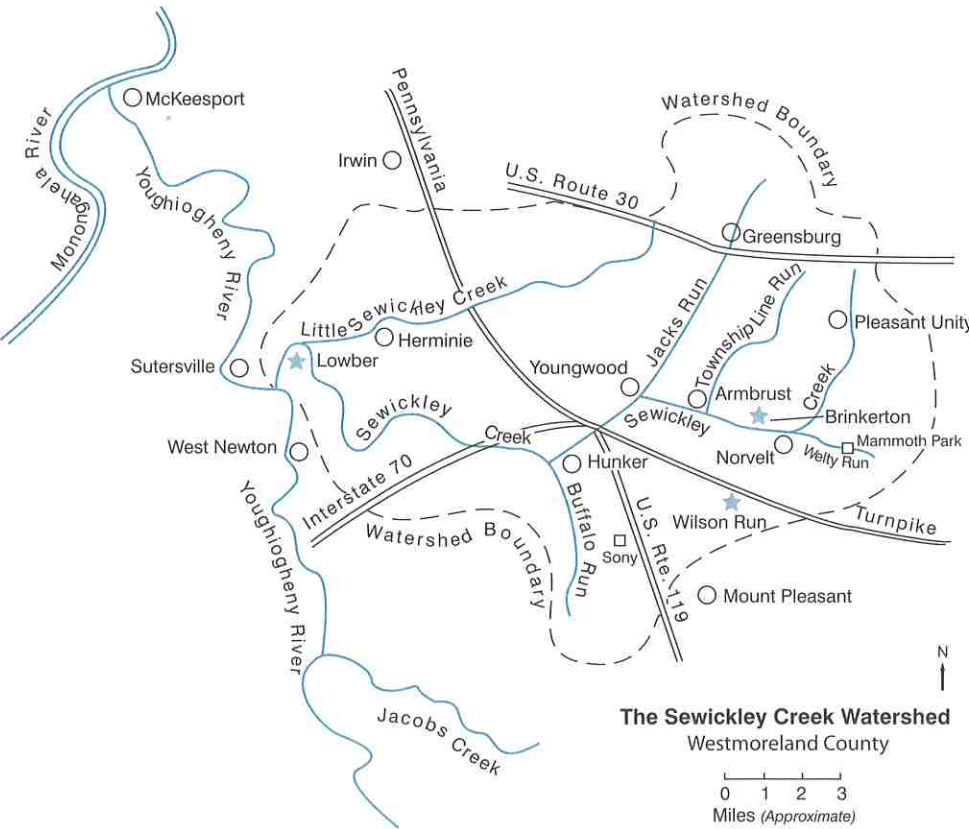 McKeesport
Monongahela River
Youghiogheny River
Irwin
Pennsylvania
Watershed Boundary
U.S. Route 30
Greensburg
Little Sewickley Creek
Herminie
Jacks Run
Township Line Run
Pleasant Unity
Sutersville
Lowber
Youngwood
Armbrust
Creek
Brinkerton
Sewickley
Sewickley
Creek
West Newton
Norvelt
Mammoth Park
Welty Run
Hunker
Interstate 70
Wilson Run
Turnpike
Watershed Boundary
Buffalo Run
U.S. Rte. 119
Sony
Youghiogheny River
Mount Pleasant
Jacobs Creek
N
The Sewickley Creek Watershed
Westmoreland County
0 1 2 3
Miles (Approximate)